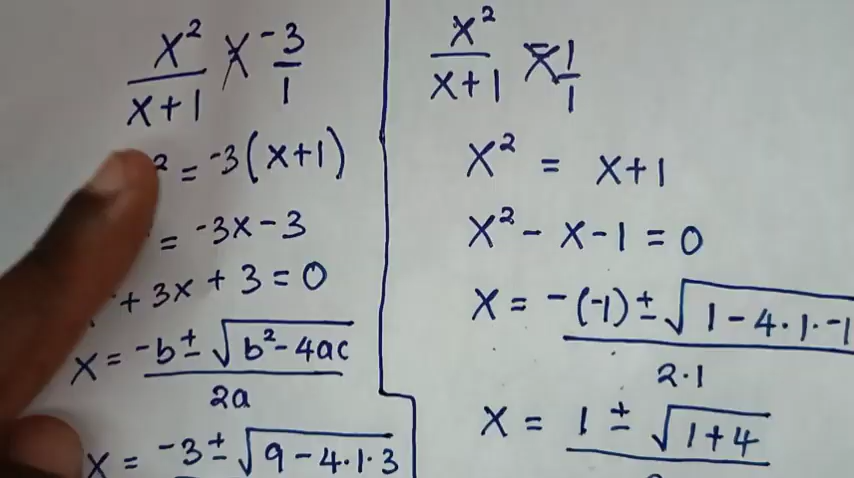 x²/x+1 × -3/1
² = -3(x+1)
= -3x - 3
+ 3x + 3 = 0
x = -b ± √b² - 4ac / 2a
x = -3 ± √9 - 4·1·3
x²/x+1 × 1/1
x² = x+1
x² - x - 1 = 0
x = -(-1) ± √1 - 4·1·-1 / 2·1
x = 1 ± √1+4